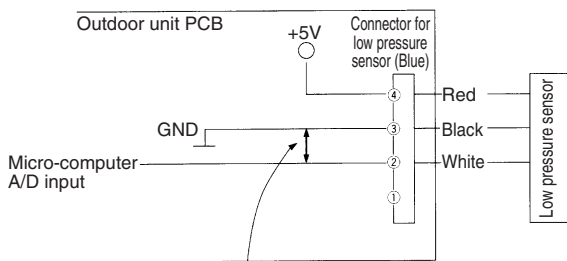 Outdoor unit PCB
Connector for
low pressure
sensor (Blue)
+5V
④ Red
GND ③ Black
Micro-computer
A/D input
② White
①
Low pressure sensor